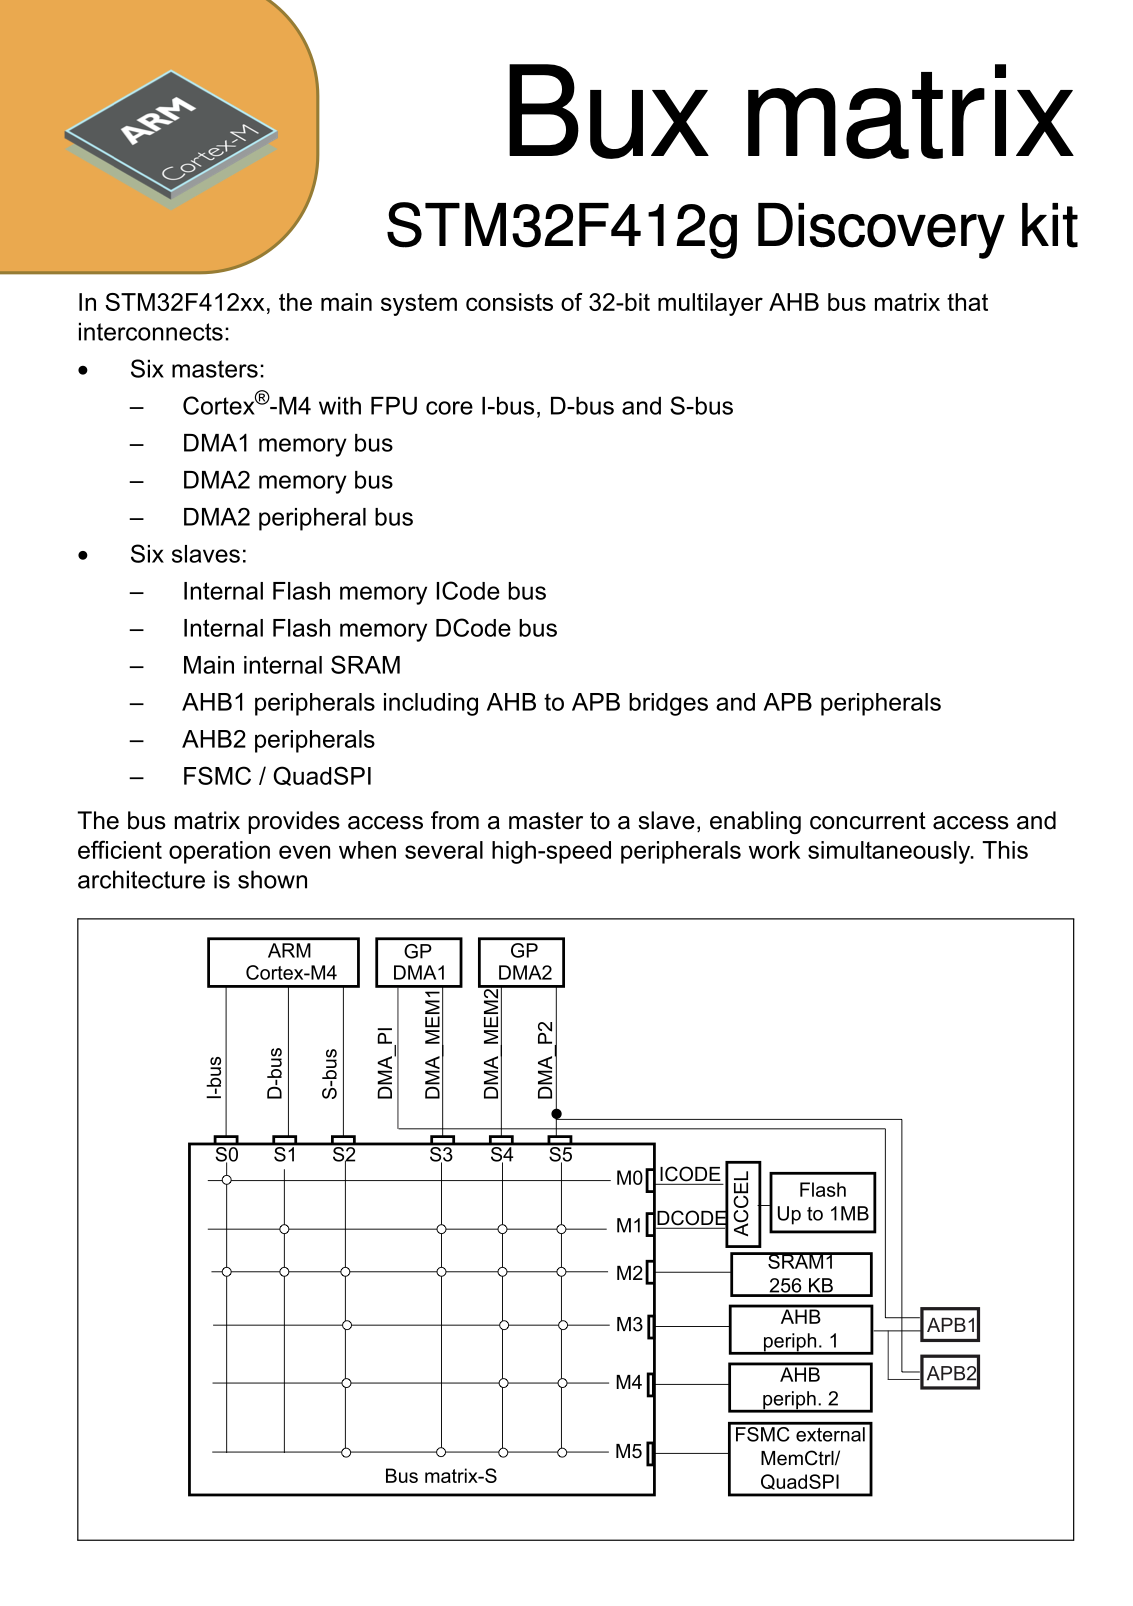 ARM
Cortex-M
Bux matrix
STM32F412g Discovery kit
In STM32F412xx, the main system consists of 32-bit multilayer AHB bus matrix that
interconnects:
• Six masters:
– Cortex®-M4 with FPU core I-bus, D-bus and S-bus
– DMA1 memory bus
– DMA2 memory bus
– DMA2 peripheral bus
• Six slaves:
– Internal Flash memory ICode bus
– Internal Flash memory DCode bus
– Main internal SRAM
– AHB1 peripherals including AHB to APB bridges and APB peripherals
– AHB2 peripherals
– FSMC / QuadSPI
The bus matrix provides access from a master to a slave, enabling concurrent access and
efficient operation even when several high-speed peripherals work simultaneously. This
architecture is shown
ARM
Cortex-M4
GP
DMA1
GP
DMA2
I-bus
D-bus
S-bus
DMA_PI
DMA_MEM1
DMA_MEM2
DMA_P2
S0 S1 S2 S3 S4 S5
M0
ICODE
M1
DCODE
ACCEL
Flash
Up to 1MB
M2
SRAM1
256 KB
M3
AHB
periph. 1
APB1
M4
AHB
periph. 2
APB2
M5
FSMC external
MemCtrl/
QuadSPI
Bus matrix-S